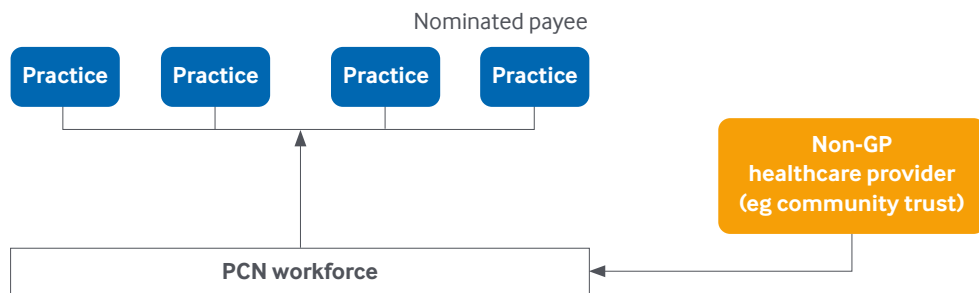 Nominated payee
Practice
Practice
Practice
Practice
Non-GP
healthcare provider
(eg community trust)
PCN workforce